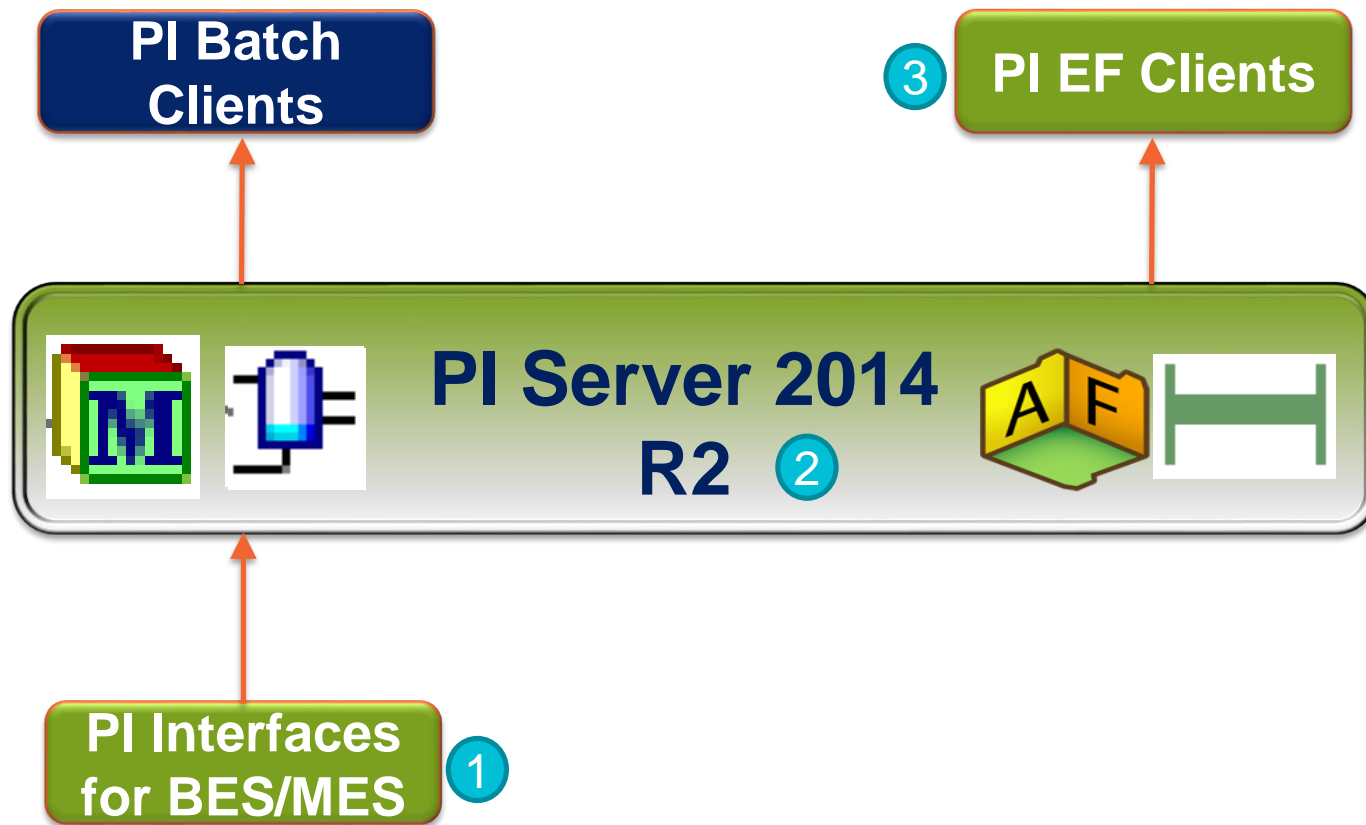 PI Batch
Clients
3
PI EF Clients
M
PI Server 2014
R2
2
A F
PI Interfaces
for BES/MES
1